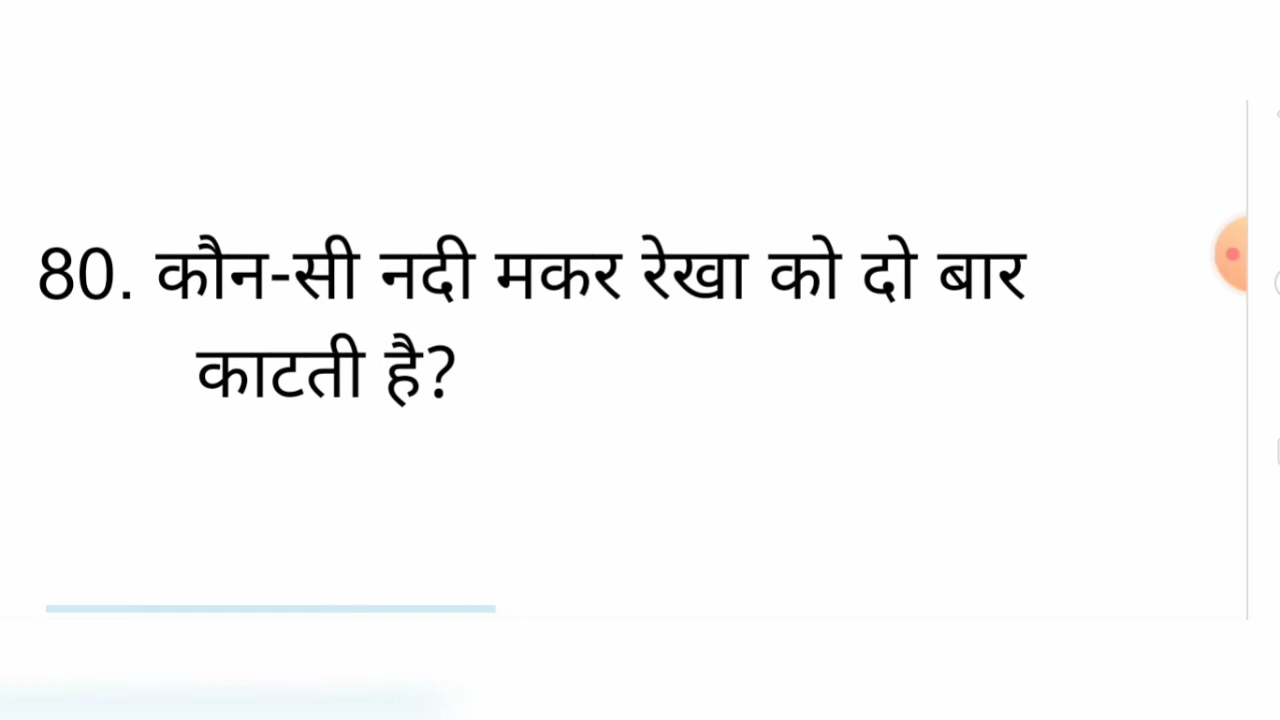 80. कौन-सी नदी मकर रेखा को दो बार
काटती है?